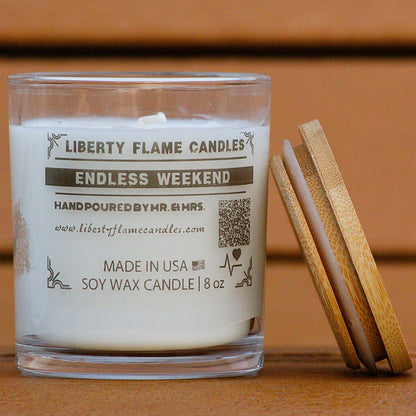 LIBERTY FLAME CANDLES
ENDLESS WEEKEND
HANDPOURED BY MR. & MRS.
www.libertyflamecandles.com
MADE IN USA
SOY WAX CANDLE | 8 oz